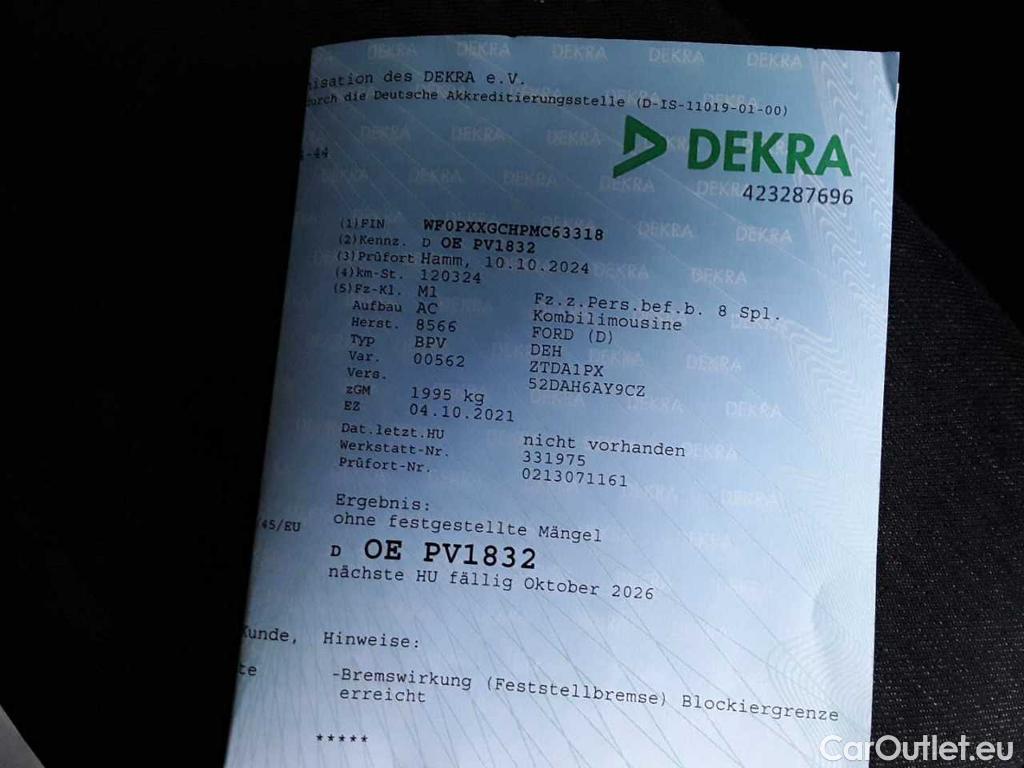 nisation des DEKRA e.V.
durch die Deutsche Akkreditierungsstelle (D-IS-11019-01-00)
-44
DEKRA
423287696
(1)FIN WF0PXXGCHPMC63318
(2)Kennz. D OE PV1832
(3)Prüfort Hamm, 10.10.2024
(4)km-St. 120324
(5)Fz-Kl. M1 Fz.z.Pers.bef.b. 8 Spl.
Aufbau AC Kombilimousine
Herst. 8566 FORD (D)
Typ BPV DEH
Var. 00562 ZTDA1PX
Vers. 52DAH6AY9CZ
zGM 1995 kg
EZ 04.10.2021
Dat.letzt.HU nicht vorhanden
Werkstatt-Nr. 331975
Prüfort-Nr. 0213071161
Ergebnis:
ohne festgestellte Mängel
45/EU
D OE PV1832
nächste HU fällig Oktober 2026
Kunde, Hinweise:
te -Bremswirkung (Feststellbremse) Blockiergrenze
erreicht
*****
CarOutlet.eu